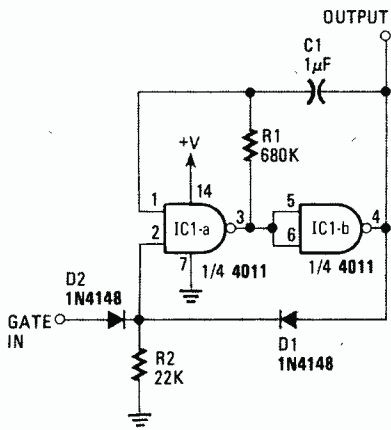 OUTPUT
C1
1µF
+V
R1
680K
1
14
2
IC1-a
3
5
6
IC1-b
4
7
1/4 4011
1/4 4011
D2
1N4148
GATE
IN
D1
1N4148
R2
22K